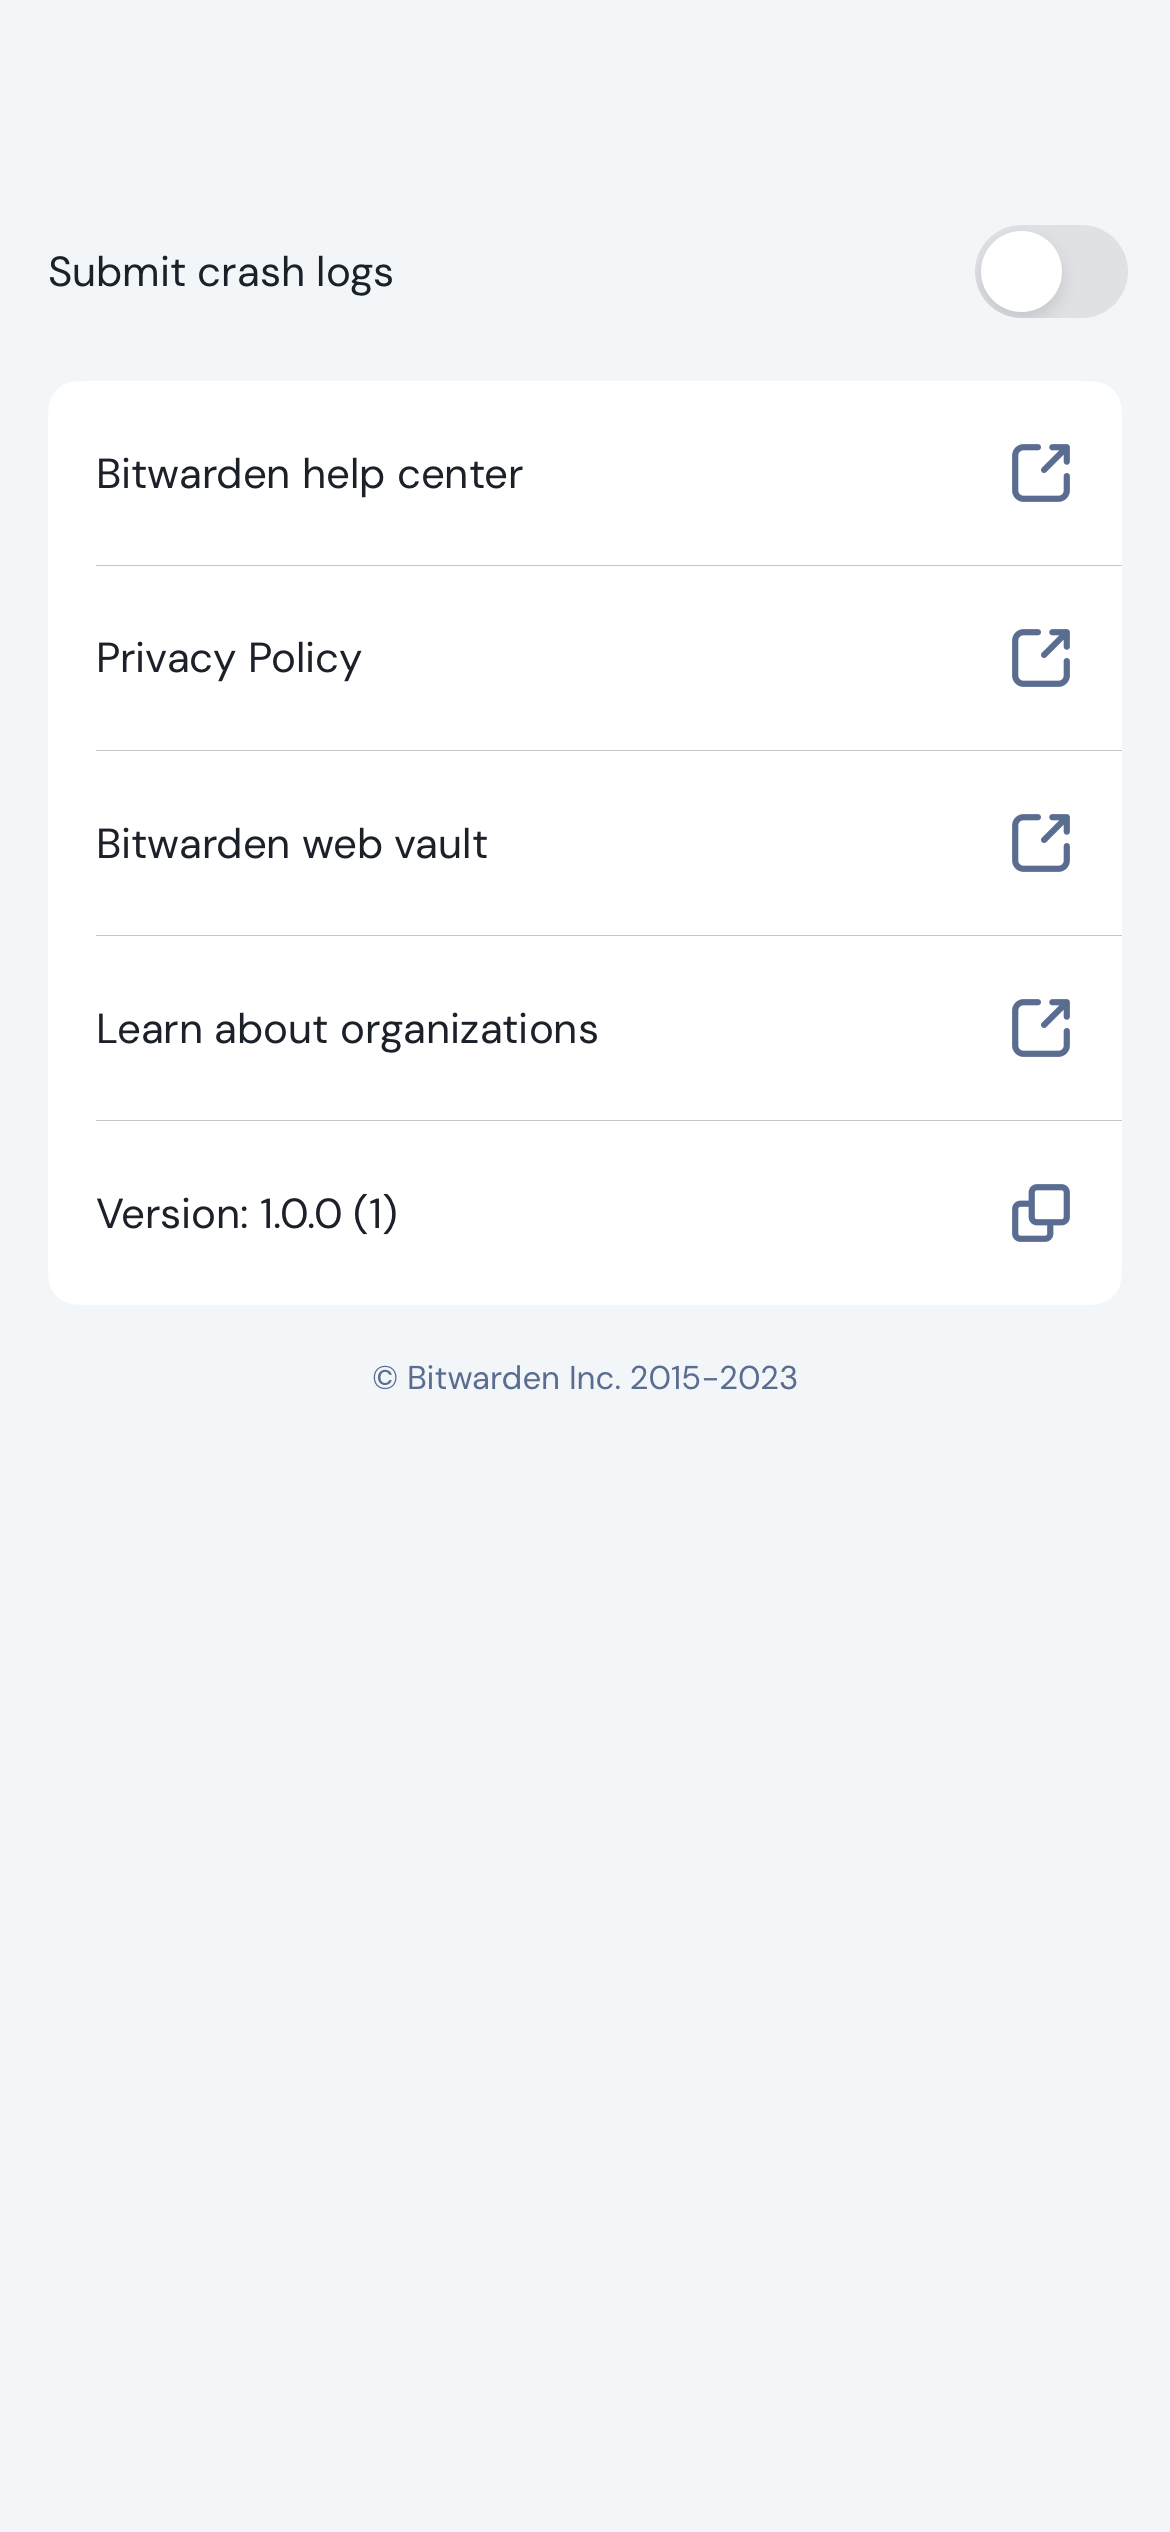 Submit crash logs
Bitwarden help center
Privacy Policy
Bitwarden web vault
Learn about organizations
Version: 1.0.0 (1)
© Bitwarden Inc. 2015-2023